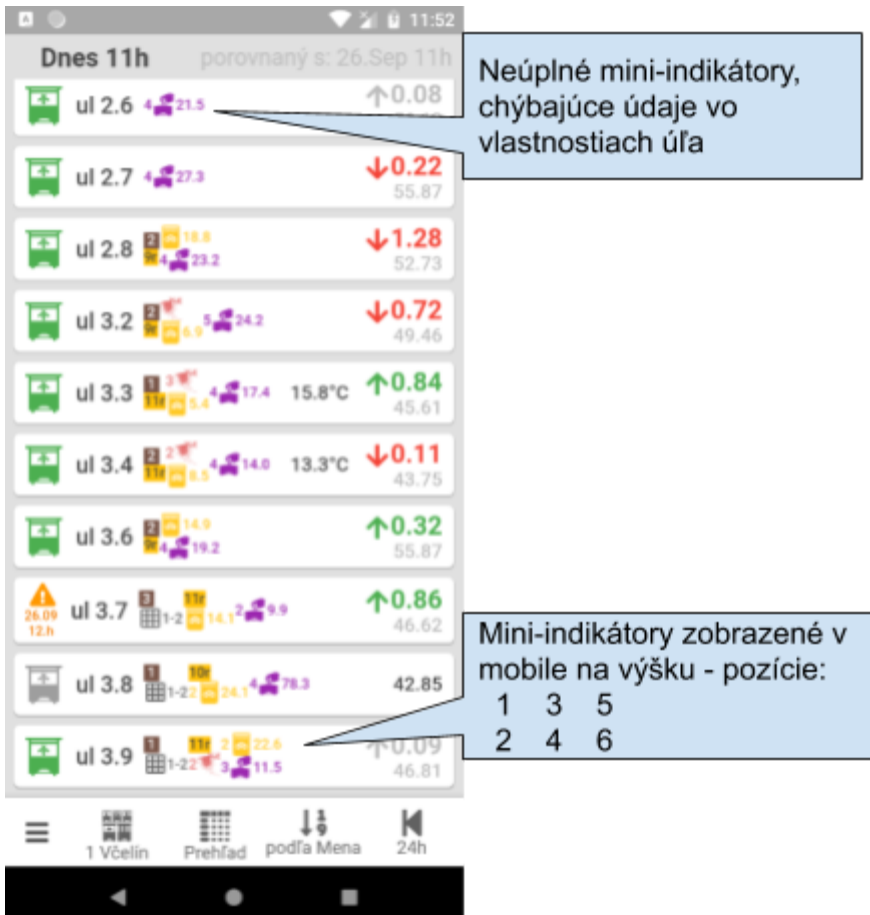 11:52
Dnes 11h porovnaný s: 26.Sep 11h
ul 2.6 4 21.5 0.08
ul 2.7 4 27.3 0.22
55.87
ul 2.8 2 18.8 1.28
9r 4 23.2 52.73
ul 3.2 2 5 24.2 0.72
9r 6.9 49.46
ul 3.3 1 3 4 17.4 15.8°C 0.84
11r 5.4 45.61
ul 3.4 2 2 4 14.0 13.3°C 0.11
11r 8.5 43.75
ul 3.6 2 14.9 0.32
9r 4 19.2 55.87
26.09
12.h
ul 3.7 3 11r 2 9.9 0.86
1-2 14.1 46.62
ul 3.8 1 10r 4 78.3 42.85
1-2 2 24.1
ul 3.9 1 11r 2 22.6 0.09
1-2 2 3 11.5 46.81
1 Včelín Prehľad podľa Mena 24h
Neúplné mini-indikátory,
chýbajúce údaje vo
vlastnostiach úľa
Mini-indikátory zobrazené v
mobile na výšku - pozície:
1 3 5
2 4 6